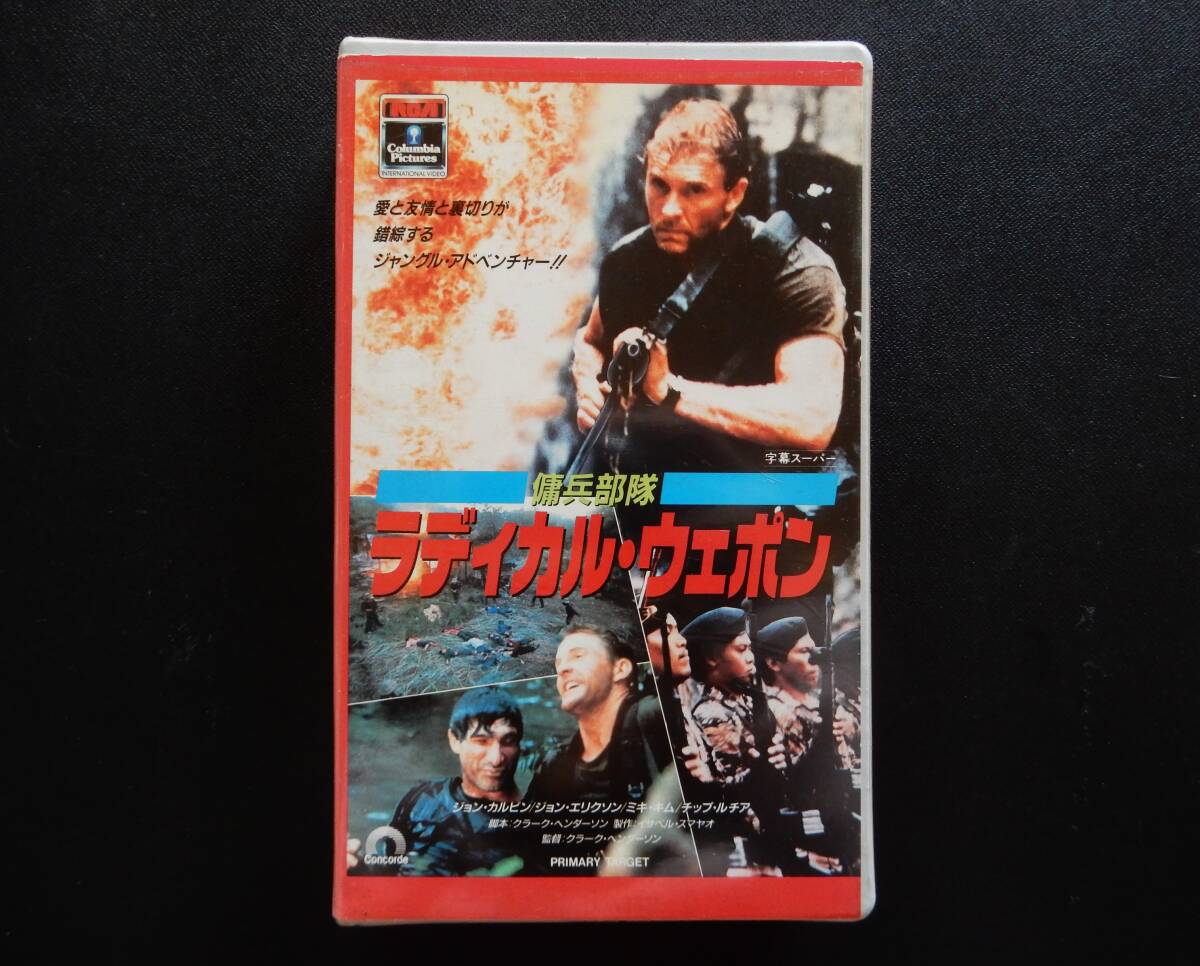 RCA
Columbia
Pictures
INTERNATIONAL VIDEO
愛と友情と裏切りが
錯綜する
ジャングル・アドベンチャー!!
字幕スーパー
傭兵部隊
ラディカル・ウェポン
ジョン・カルビン/ジョン・エリクソン/ミキ・キム/チップ・ルチア
脚本:クラーク・ヘンダーソン 製作:イサベル・スマヤオ
監督:クラーク・ヘンダーソン
Concorde
PRIMARY TARGET